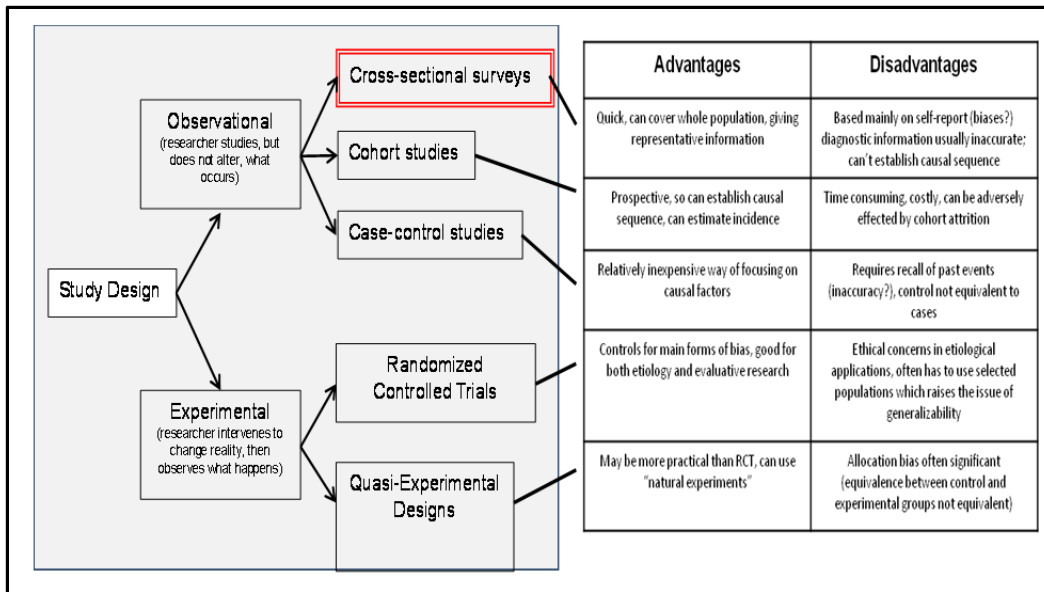 Cross-sectional surveys
Observational
(researcher studies, but
does not alter, what
occurs)
Cohort studies
Case-control studies
Study Design
Randomized
Controlled Trials
Experimental
(researcher intervenes to
change reality, then
observes what happens)
Quasi-Experimental
Designs
Advantages
Disadvantages
Quick, can cover whole population, giving
representative information
Based mainly on self-report (biases?)
diagnostic information usually inaccurate;
can't establish causal sequence
Prospective, so can establish causal
sequence, can estimate incidence
Time consuming, costly, can be adversely
effected by cohort attrition
Relatively inexpensive way of focusing on
causal factors
Requires recall of past events
(inaccuracy?), control not equivalent to
cases
Controls for main forms of bias, good for
both etiology and evaluative research
Ethical concerns in etiological
applications, often has to use selected
populations which raises the issue of
generalizability
May be more practical than RCT, can use
“natural experiments”
Allocation bias often significant
(equivalence between control and
experimental groups not equivalent)